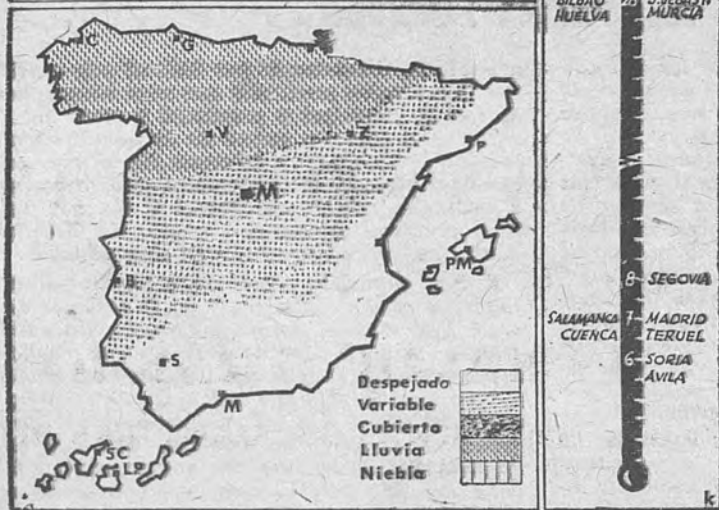 C
G
V
Z
P
M
PM
B
S
M
SC
LP
Despejado
Variable
Cubierto
Lluvia
Niebla
BILBAO
HUELVA
MURCIA
8 SEGOVIA
SALAMANCA 7 MADRID
CUENCA TERUEL
6 SORIA
ÁVILA
k